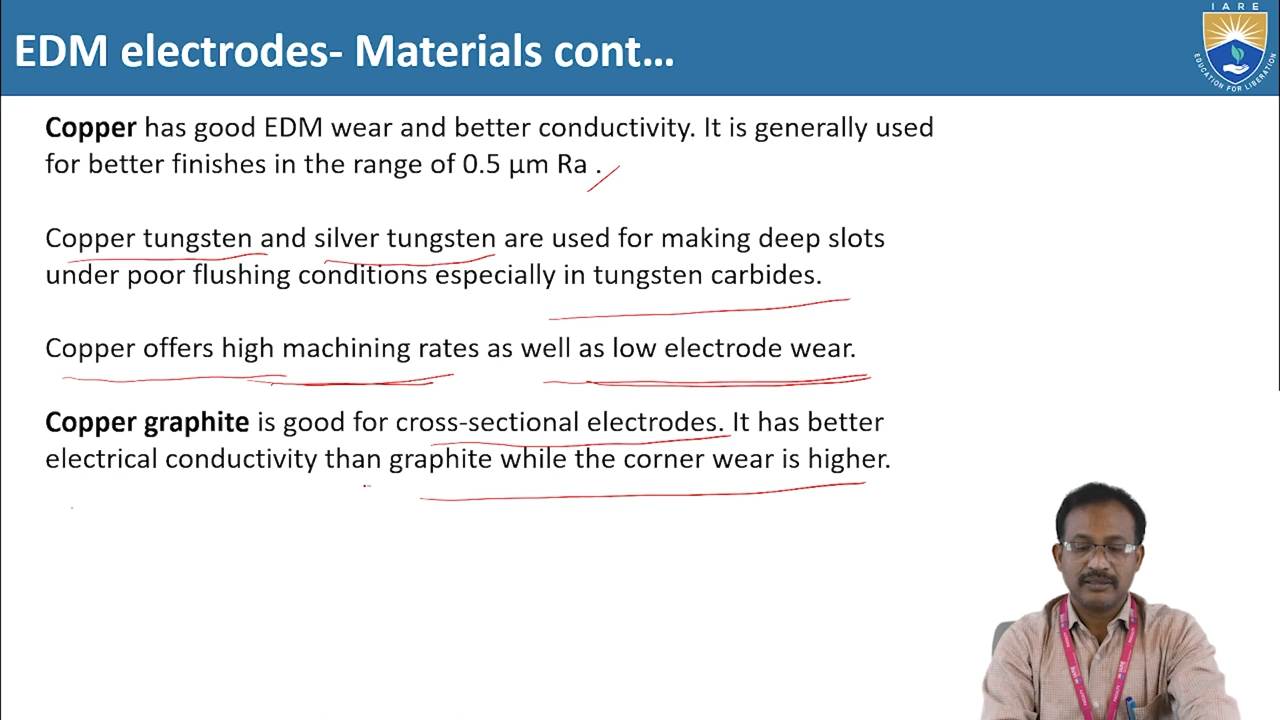 IARE
EDUCATION FOR LIBERATION
EDM electrodes- Materials cont...
Copper has good EDM wear and better conductivity. It is generally used
for better finishes in the range of 0.5 µm Ra .
Copper tungsten and silver tungsten are used for making deep slots
under poor flushing conditions especially in tungsten carbides.
Copper offers high machining rates as well as low electrode wear.
Copper graphite is good for cross-sectional electrodes. It has better
electrical conductivity than graphite while the corner wear is higher.